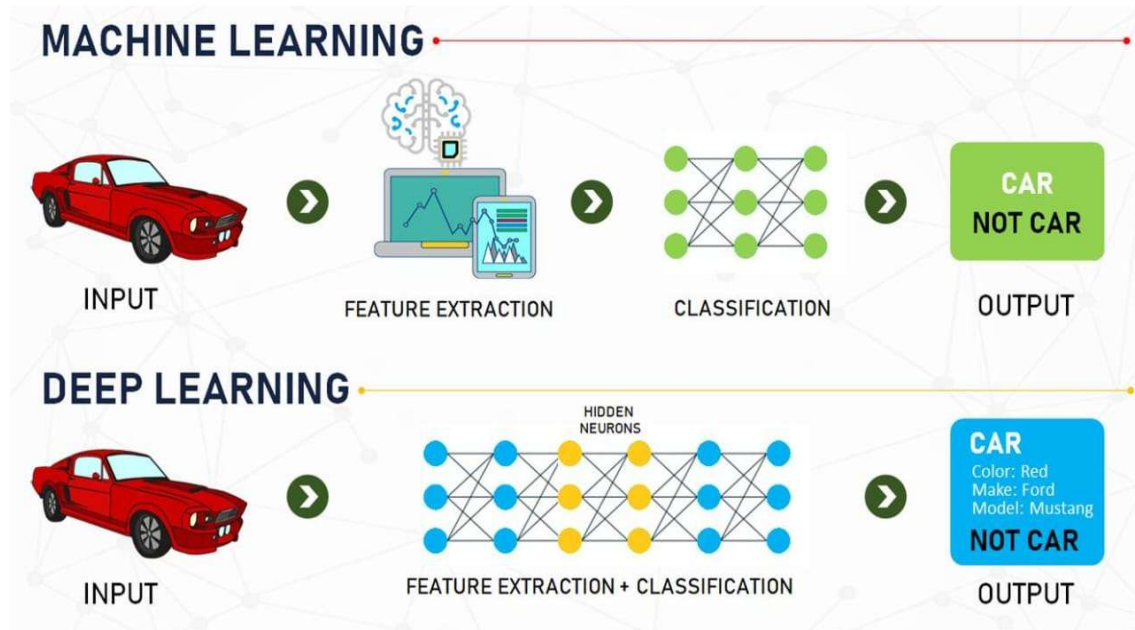 MACHINE LEARNING
INPUT
FEATURE EXTRACTION
CLASSIFICATION
CAR
NOT CAR
OUTPUT
DEEP LEARNING
INPUT
HIDDEN
NEURONS
FEATURE EXTRACTION + CLASSIFICATION
CAR
Color: Red
Make: Ford
Model: Mustang
NOT CAR
OUTPUT